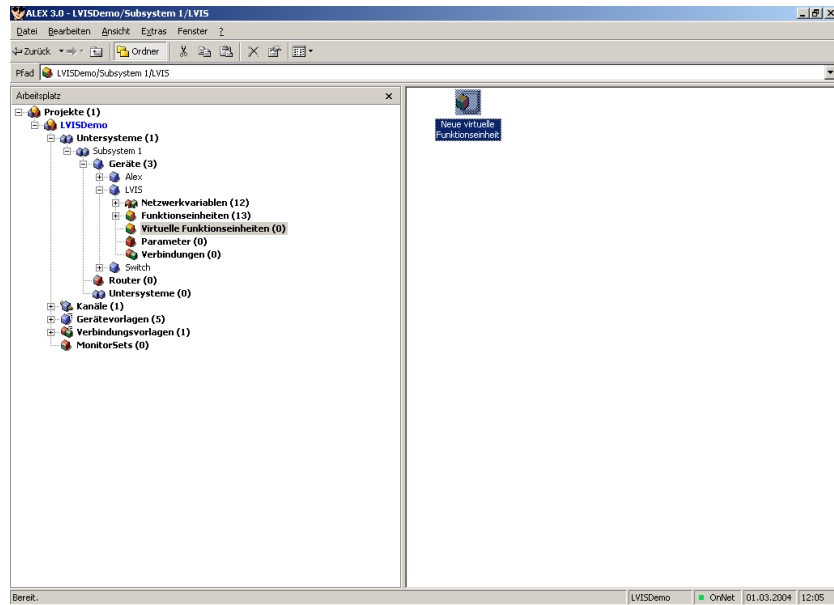 ALEX 3.0 - LVISDemo/Subsystem 1/LVIS
Datei Bearbeiten Ansicht Extras Fenster ?
Zurück Ordner
Pfad LVISDemo/Subsystem 1/LVIS
Arbeitsplatz
Projekte (1)
LVISDemo
Untersysteme (1)
Subsystem 1
Geräte (3)
Alex
LVIS
Netzwerkvariablen (12)
Funktionseinheiten (13)
Virtuelle Funktionseinheiten (0)
Parameter (0)
Verbindungen (0)
Switch
Router (0)
Untersysteme (0)
Kanäle (1)
Gerätevorlagen (5)
Verbindungsvorlagen (1)
MonitorSets (0)
Neue virtuelle
Funktionseinheit
Bereit. LVISDemo OnNet 01.03.2004 12:05